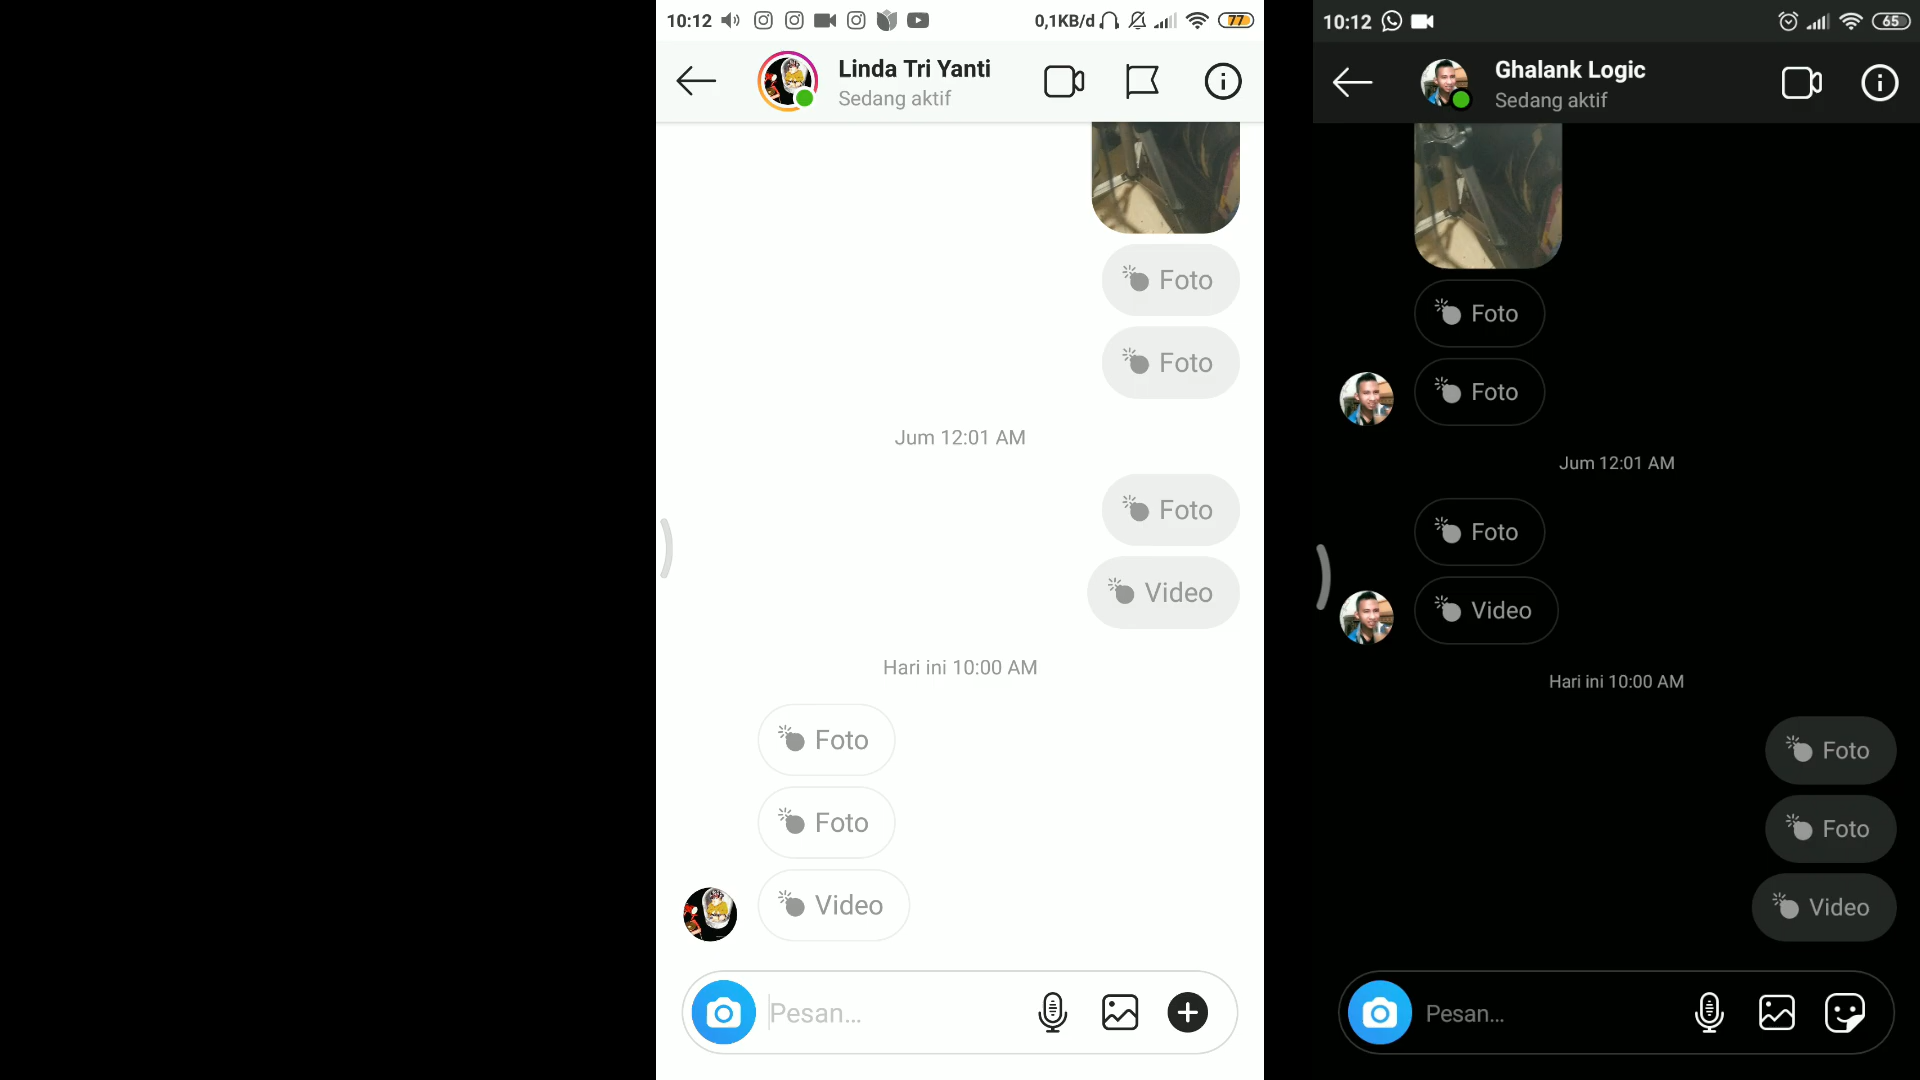 10:12
0,1KB/d
77
Linda Tri Yanti
Sedang aktif
Foto
Foto
Jum 12:01 AM
Foto
Video
Hari ini 10:00 AM
Foto
Foto
Video
Pesan...
10:12
65
Ghalank Logic
Sedang aktif
Foto
Foto
Jum 12:01 AM
Foto
Video
Hari ini 10:00 AM
Foto
Foto
Video
Pesan...